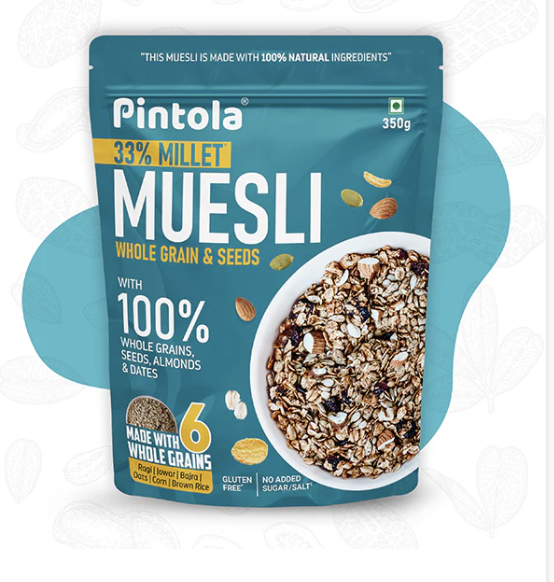 "THIS MUESLI IS MADE WITH 100% NATURAL INGREDIENTS"
Pintola®
350g
33% MILLET*
MUESLI
WHOLE GRAIN & SEEDS
WITH
100%
WHOLE GRAINS,
SEEDS, ALMONDS
& DATES
MADE WITH 6
WHOLE GRAINS
Ragi | Jowar | Bajra |
Oats | Corn | Brown Rice
GLUTEN
FREE*
NO ADDED
SUGAR/SALT*